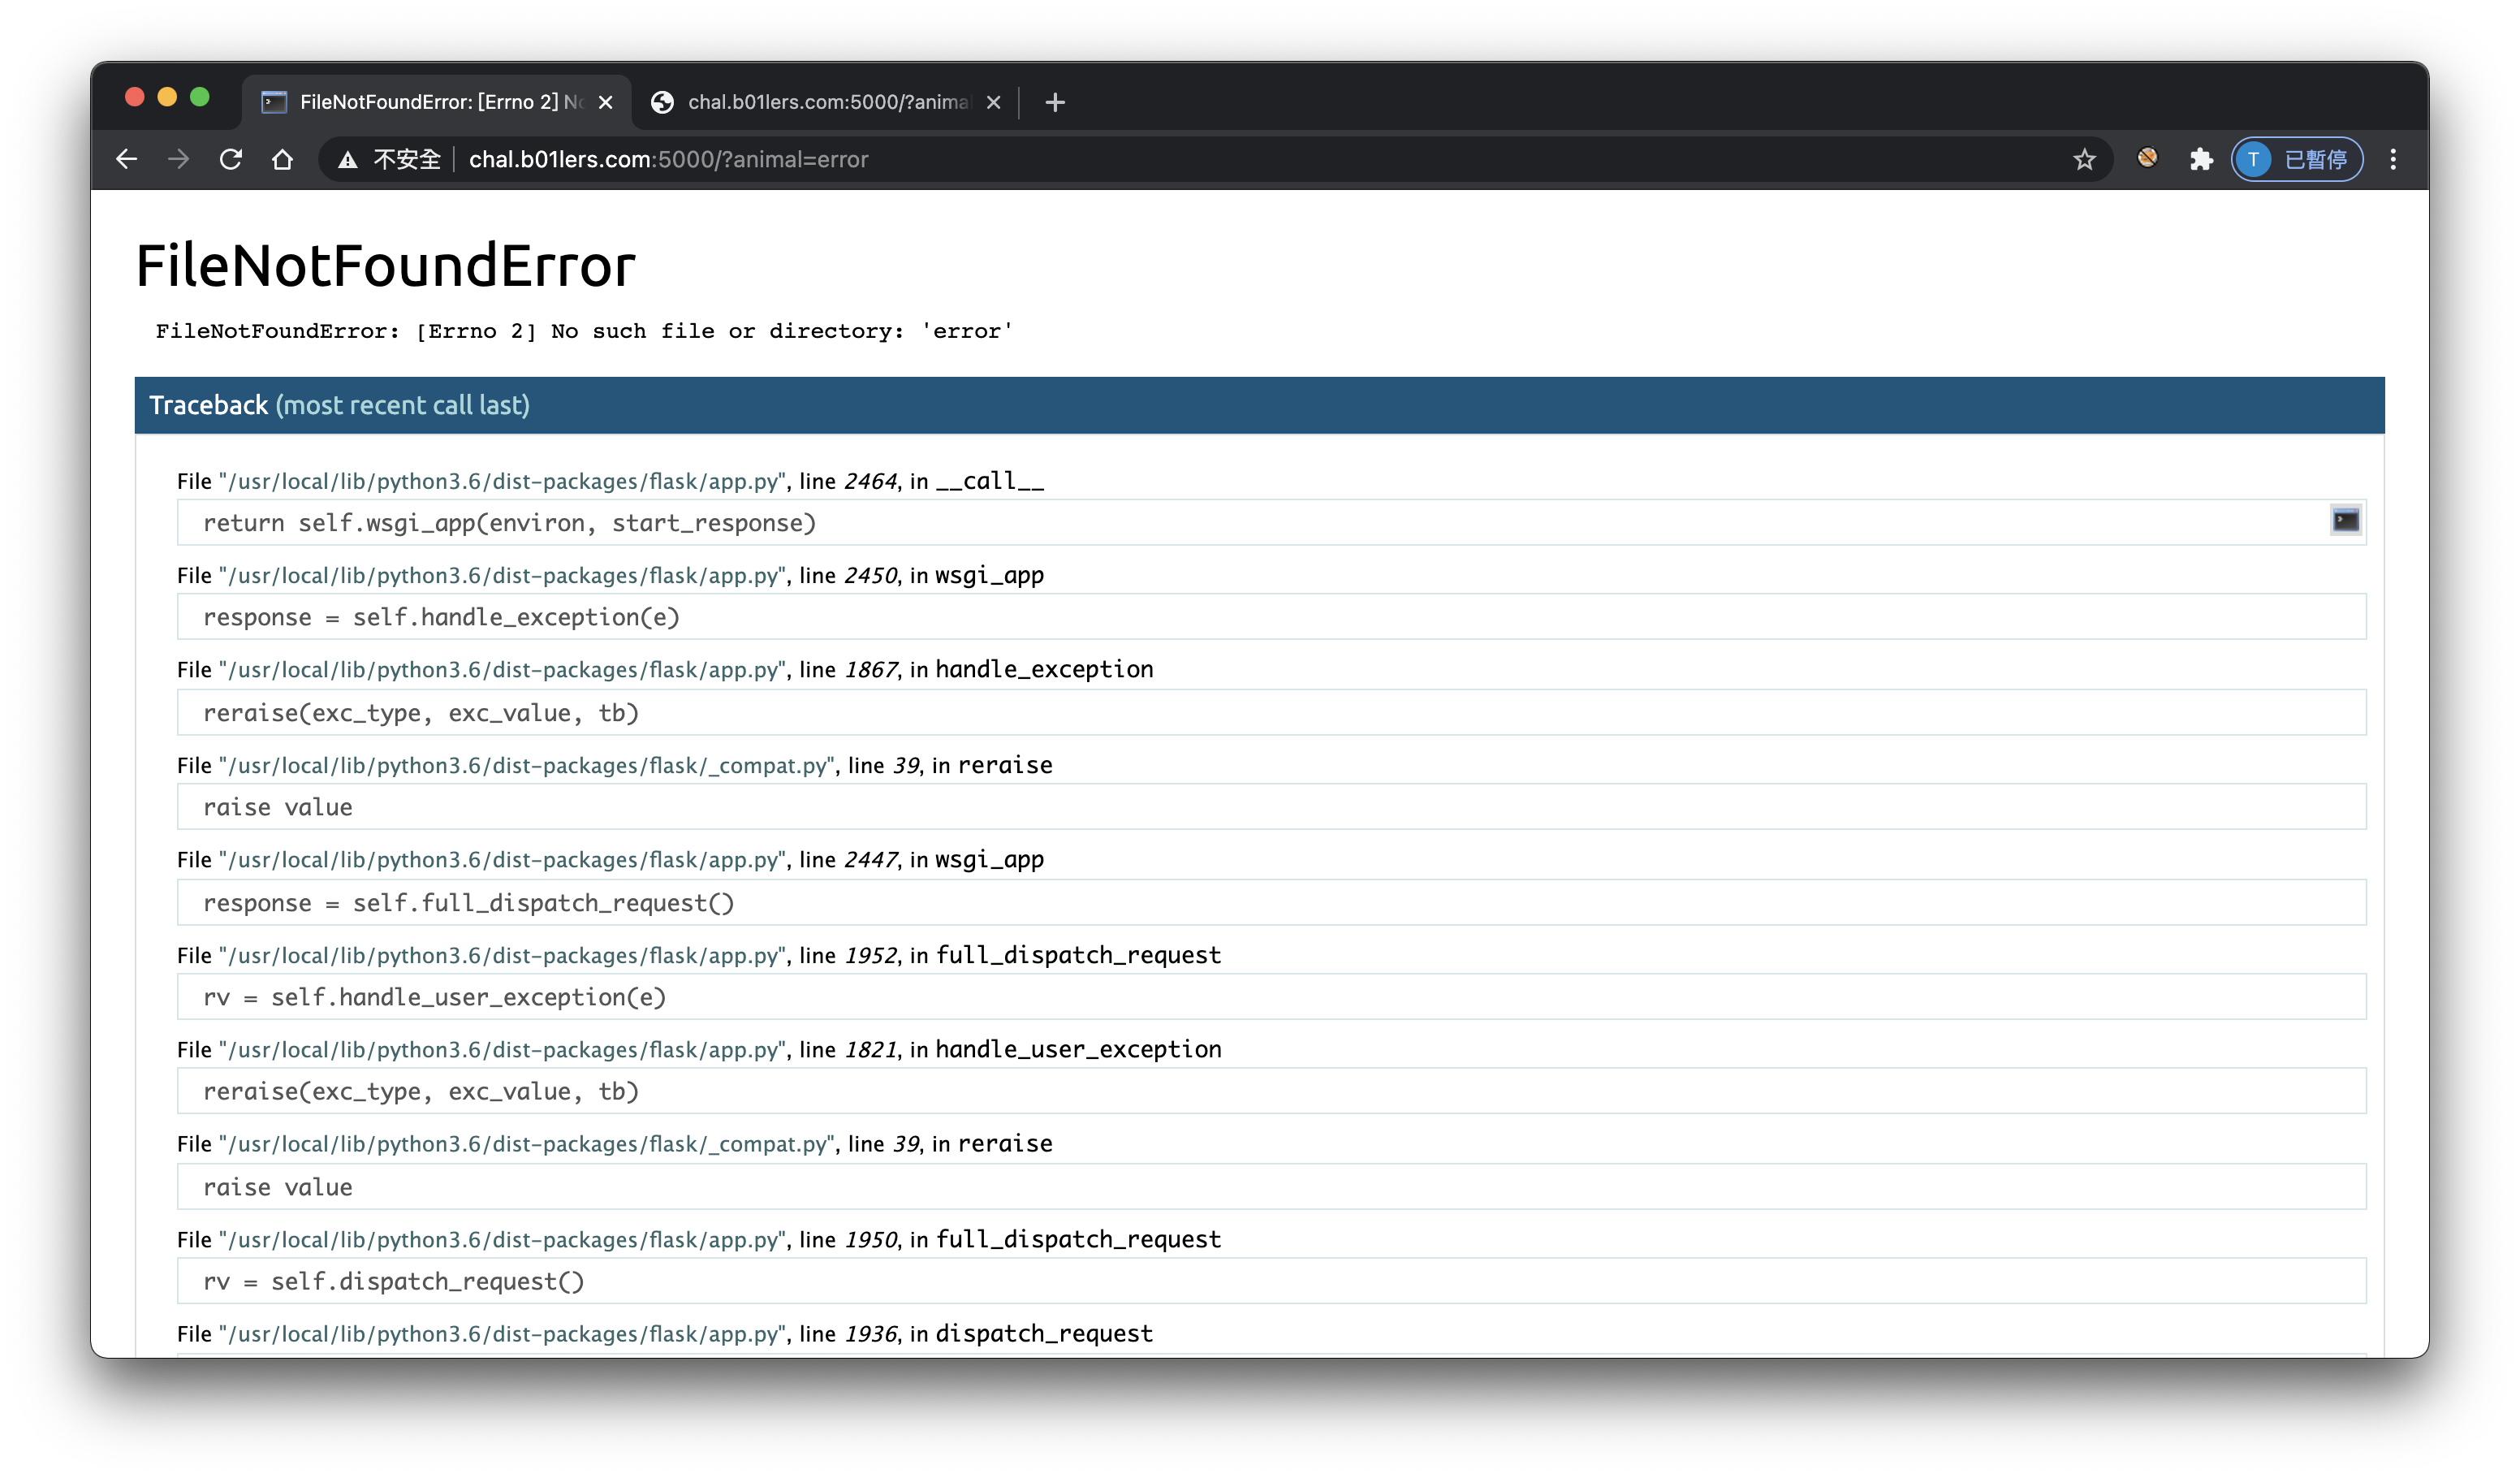 FileNotFoundError: [Errno 2] No
chal.b01lers.com:5000/?anima
不安全 chal.b01lers.com:5000/?animal=error T 已暫停
FileNotFoundError
FileNotFoundError: [Errno 2] No such file or directory: 'error'
Traceback (most recent call last)
File "/usr/local/lib/python3.6/dist-packages/flask/app.py", line 2464, in __call__
return self.wsgi_app(environ, start_response)
File "/usr/local/lib/python3.6/dist-packages/flask/app.py", line 2450, in wsgi_app
response = self.handle_exception(e)
File "/usr/local/lib/python3.6/dist-packages/flask/app.py", line 1867, in handle_exception
reraise(exc_type, exc_value, tb)
File "/usr/local/lib/python3.6/dist-packages/flask/_compat.py", line 39, in reraise
raise value
File "/usr/local/lib/python3.6/dist-packages/flask/app.py", line 2447, in wsgi_app
response = self.full_dispatch_request()
File "/usr/local/lib/python3.6/dist-packages/flask/app.py", line 1952, in full_dispatch_request
rv = self.handle_user_exception(e)
File "/usr/local/lib/python3.6/dist-packages/flask/app.py", line 1821, in handle_user_exception
reraise(exc_type, exc_value, tb)
File "/usr/local/lib/python3.6/dist-packages/flask/_compat.py", line 39, in reraise
raise value
File "/usr/local/lib/python3.6/dist-packages/flask/app.py", line 1950, in full_dispatch_request
rv = self.dispatch_request()
File "/usr/local/lib/python3.6/dist-packages/flask/app.py", line 1936, in dispatch_request